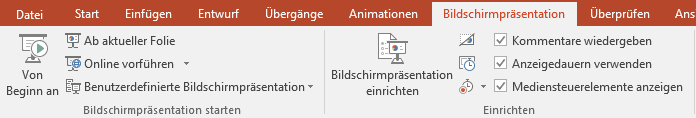 Datei Start Einfügen Entwurf Übergänge Animationen Bildschirmpräsentation Überprüfen Ans
Von Beginn an
Ab aktueller Folie
Online vorführen
Benutzerdefinierte Bildschirmpräsentation
Bildschirmpräsentation starten
Bildschirmpräsentation
einrichten
Kommentare wiedergeben
Anzeigedauern verwenden
Mediensteuerelemente anzeigen
Einrichten